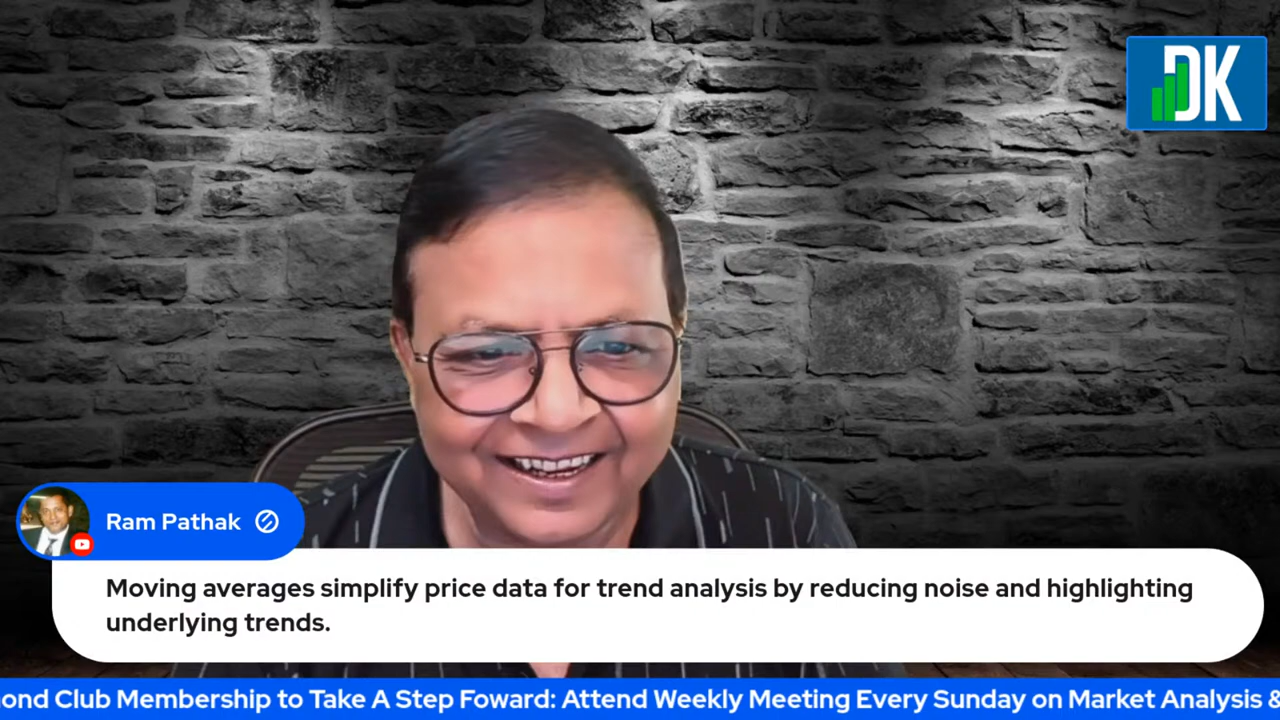 DK
Ram Pathak
Moving averages simplify price data for trend analysis by reducing noise and highlighting
underlying trends.
Club Membership to Take A Step Foward: Attend Weekly Meeting Every Sunday on Market Analysis &